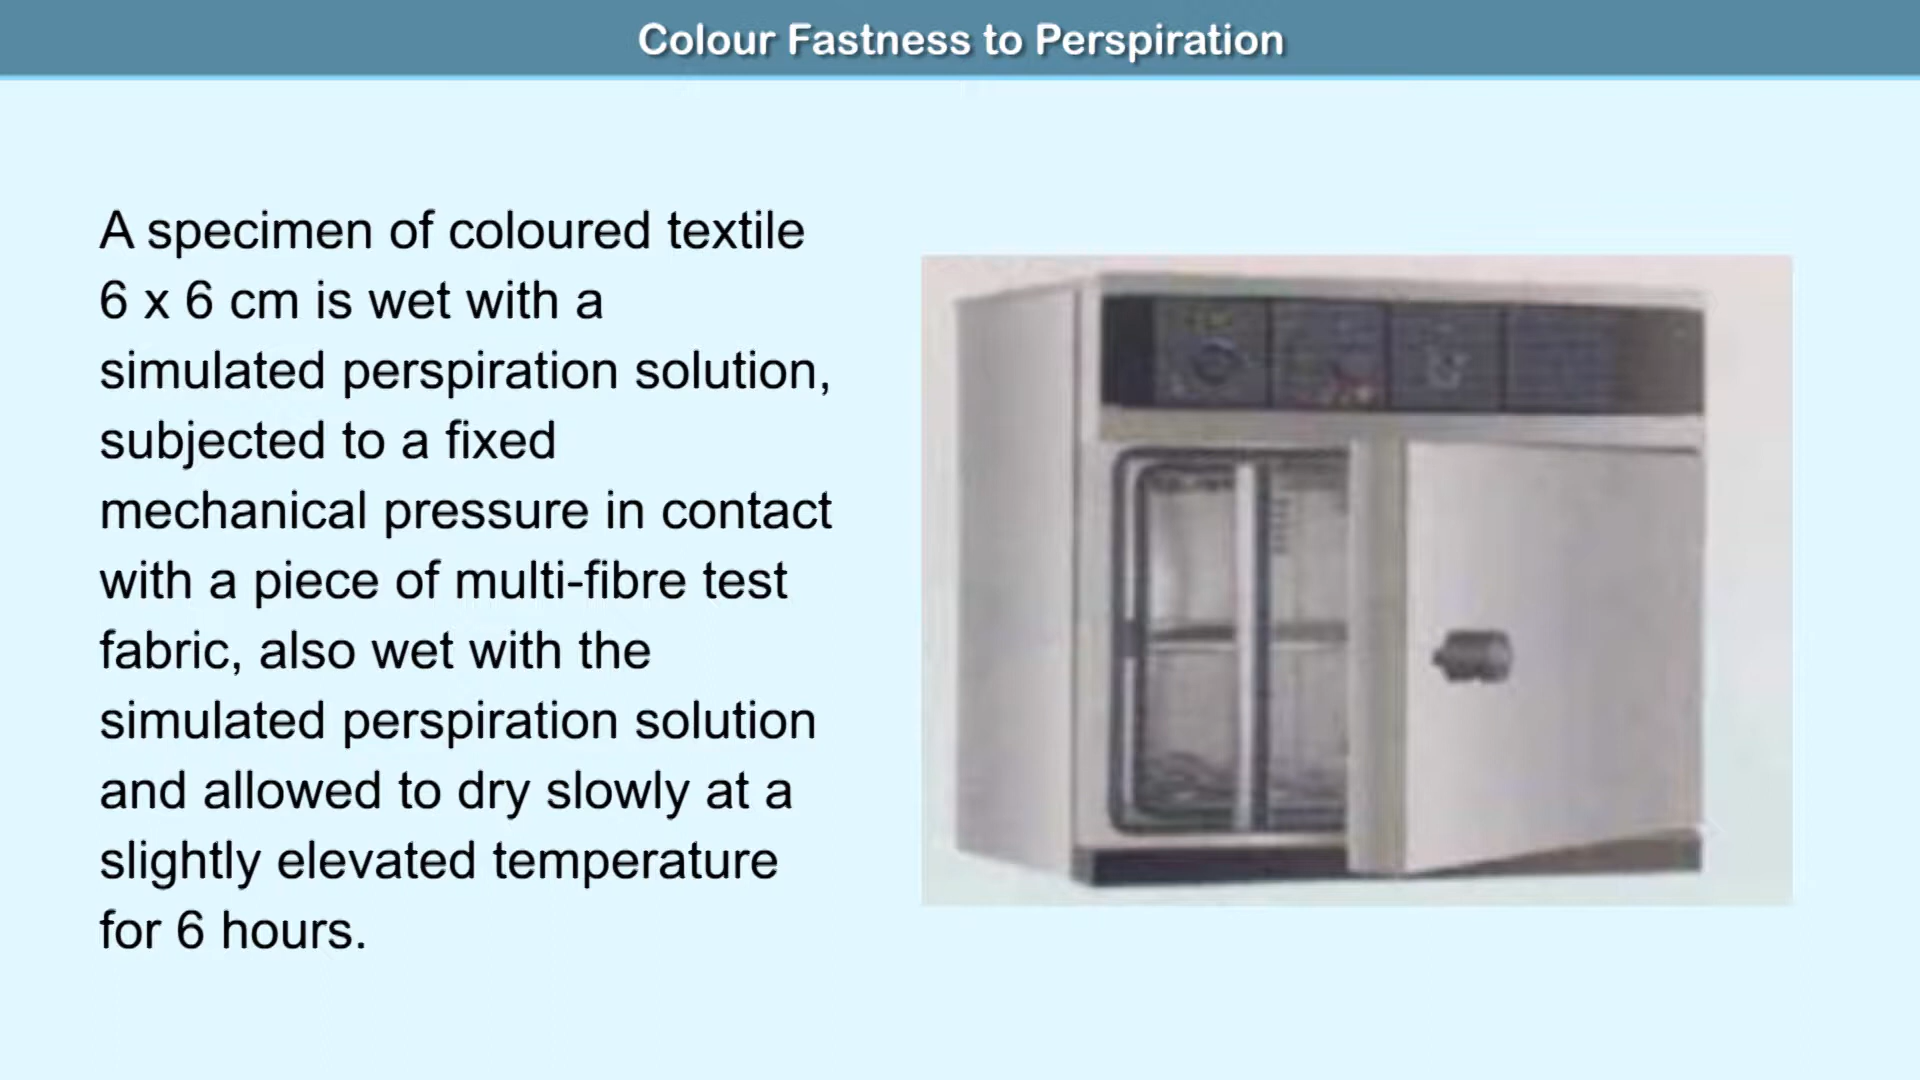 Colour Fastness to Perspiration
A specimen of coloured textile
6 x 6 cm is wet with a
simulated perspiration solution,
subjected to a fixed
mechanical pressure in contact
with a piece of multi-fibre test
fabric, also wet with the
simulated perspiration solution
and allowed to dry slowly at a
slightly elevated temperature
for 6 hours.